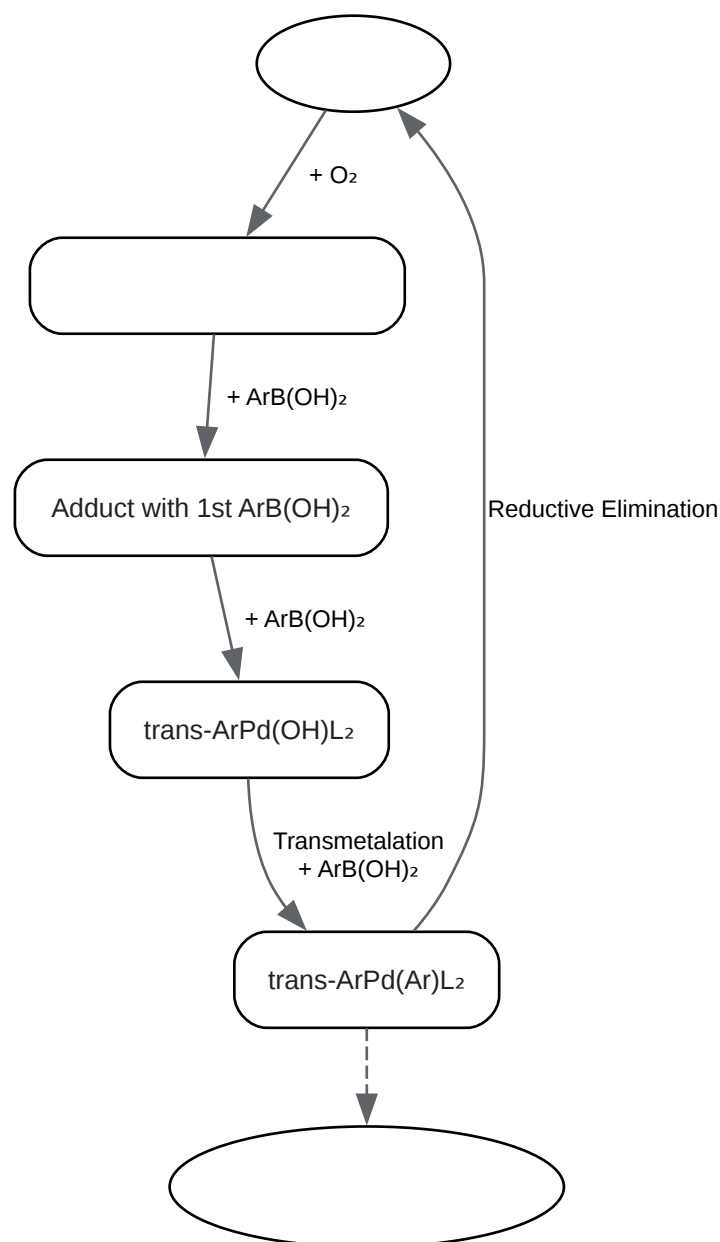 + O₂
+ ArB(OH)₂
Adduct with 1st ArB(OH)₂
Reductive Elimination
+ ArB(OH)₂
trans-ArPd(OH)L₂
Transmetalation
+ ArB(OH)₂
trans-ArPd(Ar)L₂